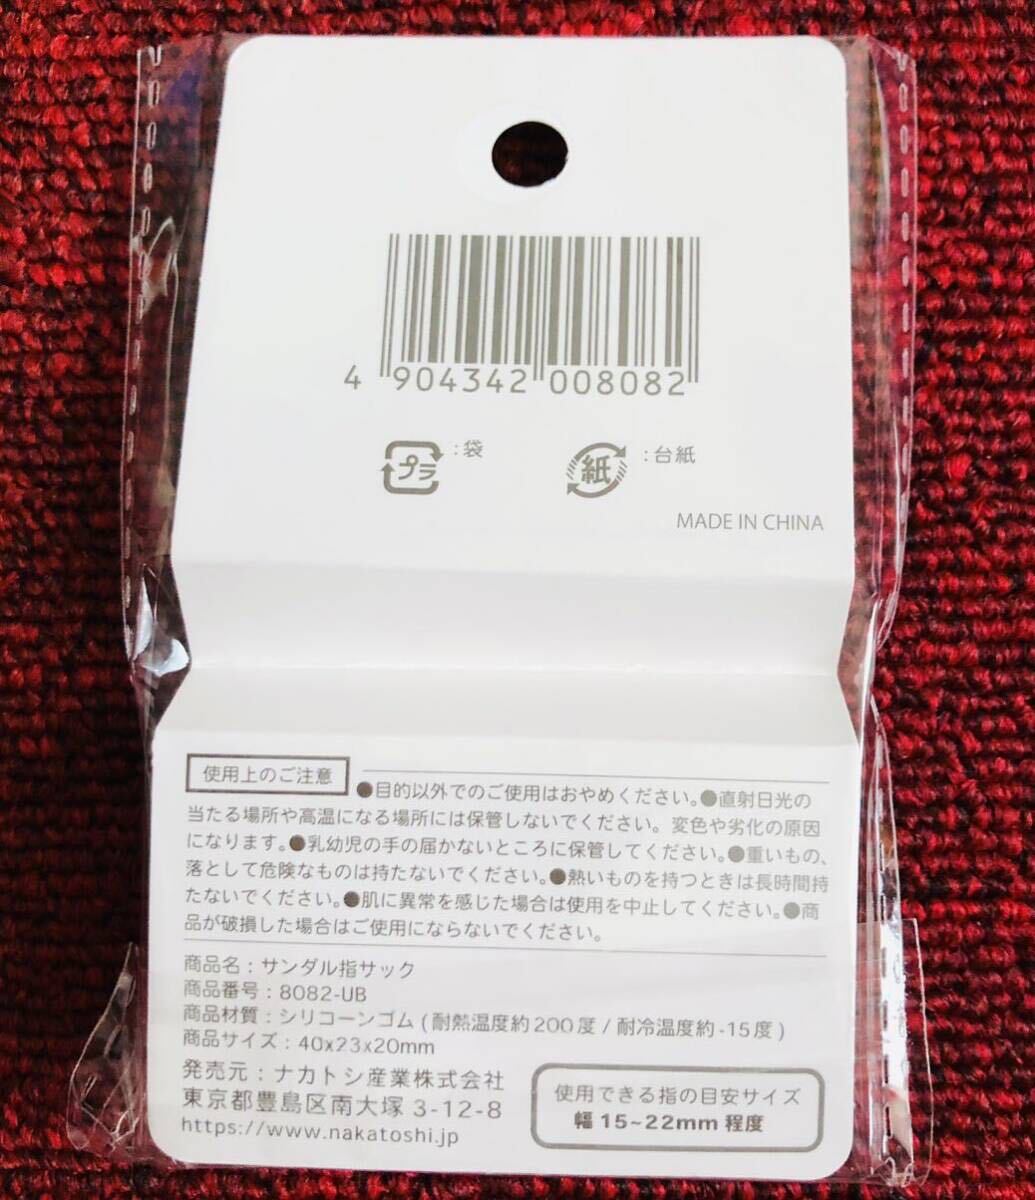 4 904342 008082
プラ :袋
紙 :台紙
MADE IN CHINA
使用上のご注意
●目的以外でのご使用はおやめください。●直射日光の
当たる場所や高温になる場所には保管しないでください。変色や劣化の原因
になります。●乳幼児の手の届かないところに保管してください。●重いもの、
落として危険なものは持たないでください。●熱いものを持つときは長時間持
たないでください。●肌に異常を感じた場合は使用を中止してください。●商
品が破損した場合はご使用にならないでください。
商品名：サンダル指サック
商品番号：8082-UB
商品材質：シリコーンゴム (耐熱温度約200度 / 耐冷温度約-15度)
商品サイズ：40x23x20mm
発売元：ナカトシ産業株式会社
東京都豊島区南大塚 3-12-8
https://www.nakatoshi.jp
使用できる指の目安サイズ
幅 15~22mm 程度